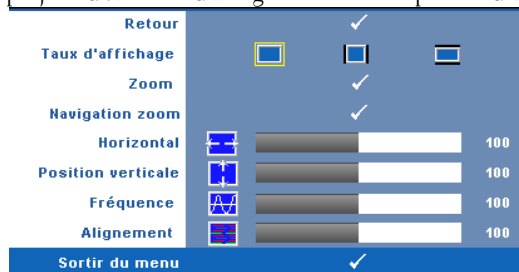 Retour
Taux d'affichage
Zoom
Navigation zoom
Horizontal 100
Position verticale 100
Fréquence 100
Alignement 100
Sortir du menu